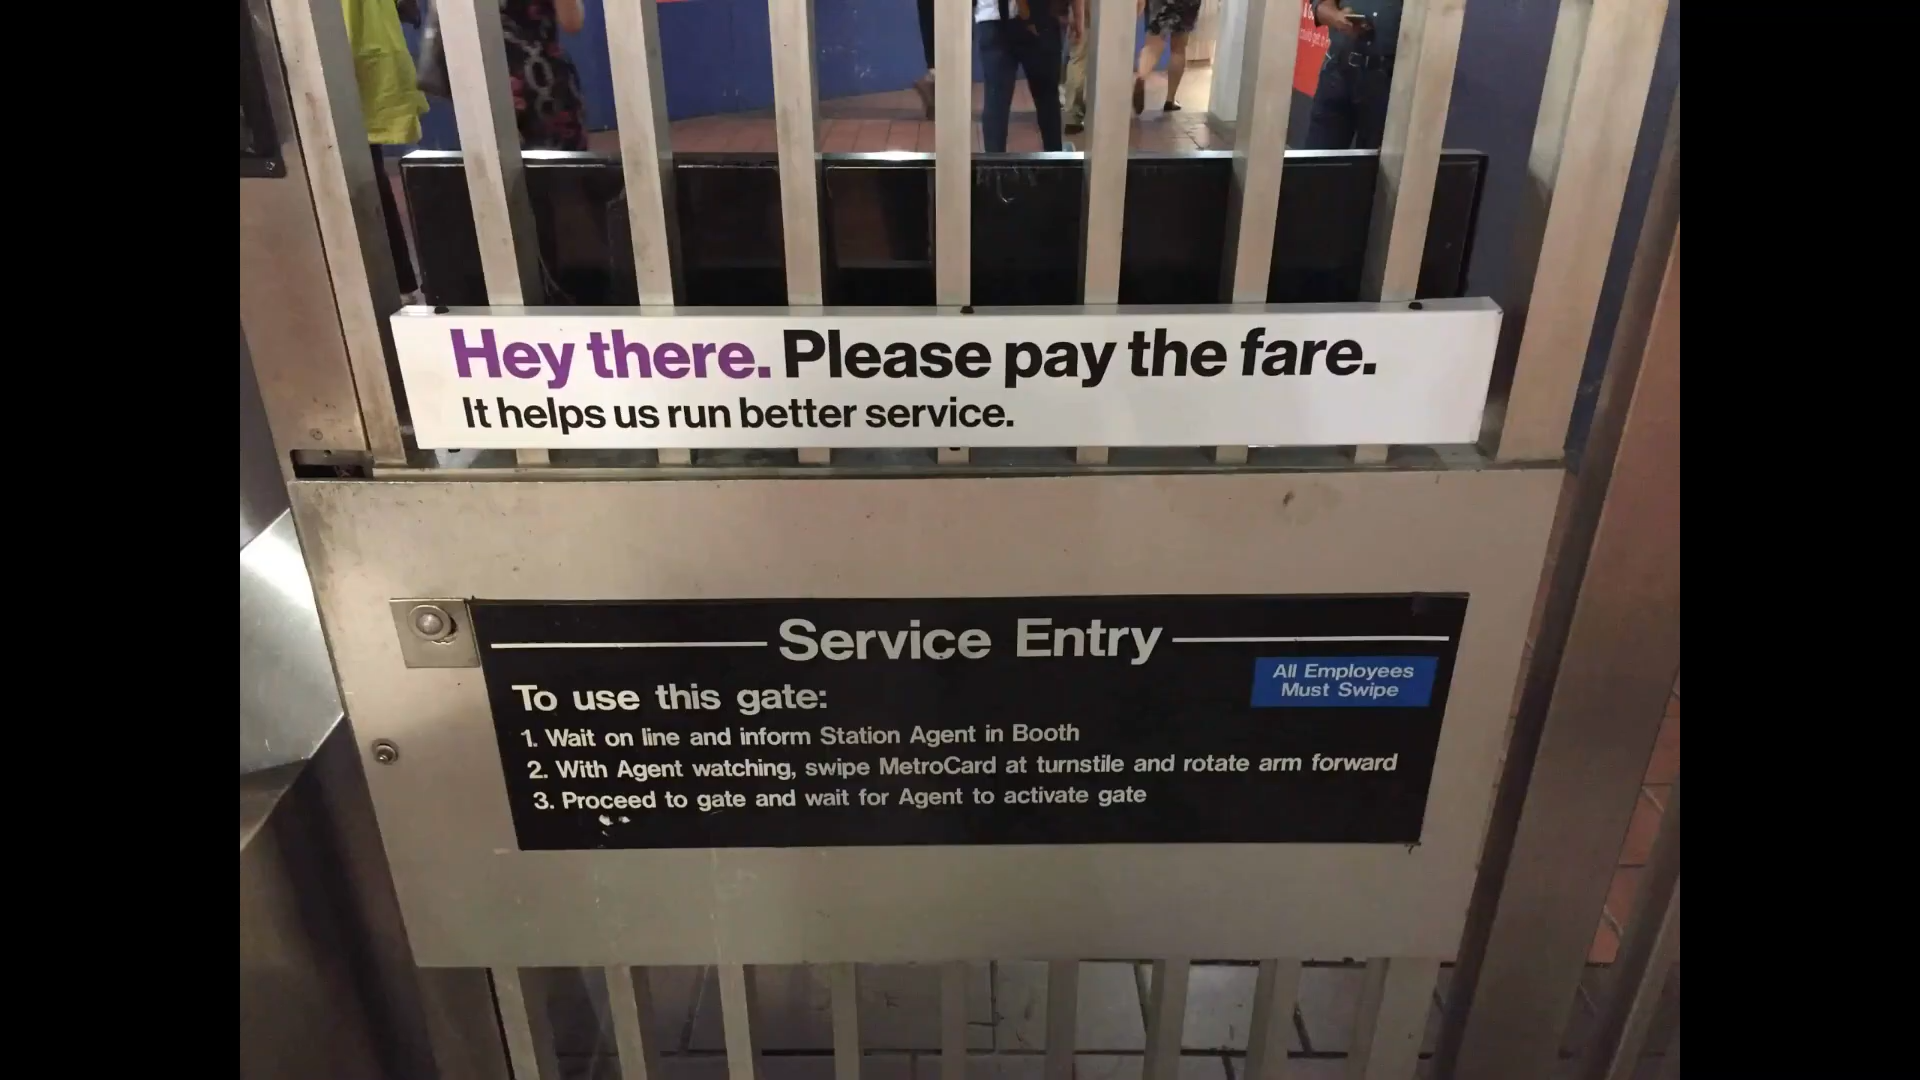 Hey there. Please pay the fare.
It helps us run better service.
Service Entry
All Employees
Must Swipe
To use this gate:
1. Wait on line and inform Station Agent in Booth
2. With Agent watching, swipe MetroCard at turnstile and rotate arm forward
3. Proceed to gate and wait for Agent to activate gate